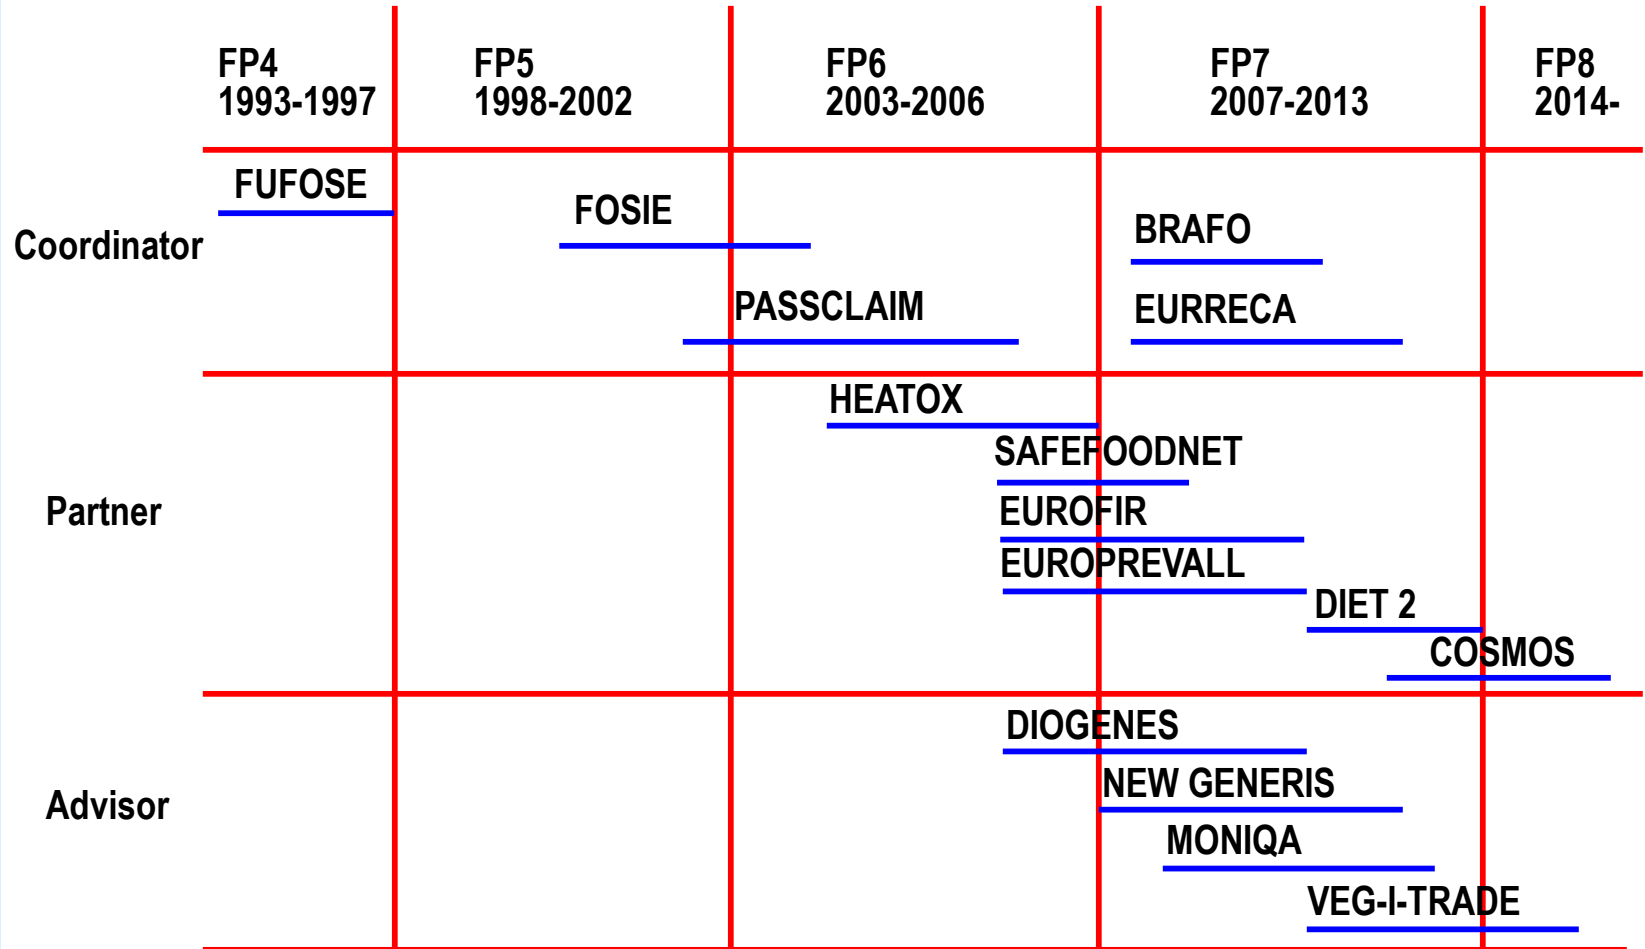 FP4
1993-1997
FP5
1998-2002
FP6
2003-2006
FP7
2007-2013
FP8
2014-
Coordinator
FUFOSE
FOSIE
BRAFO
PASSCLAIM
EURRECA
Partner
HEATOX
SAFEFOODNET
EUROFIR
EUROPREVALL
DIET 2
COSMOS
Advisor
DIOGENES
NEW GENERIS
MONIQA
VEG-I-TRADE